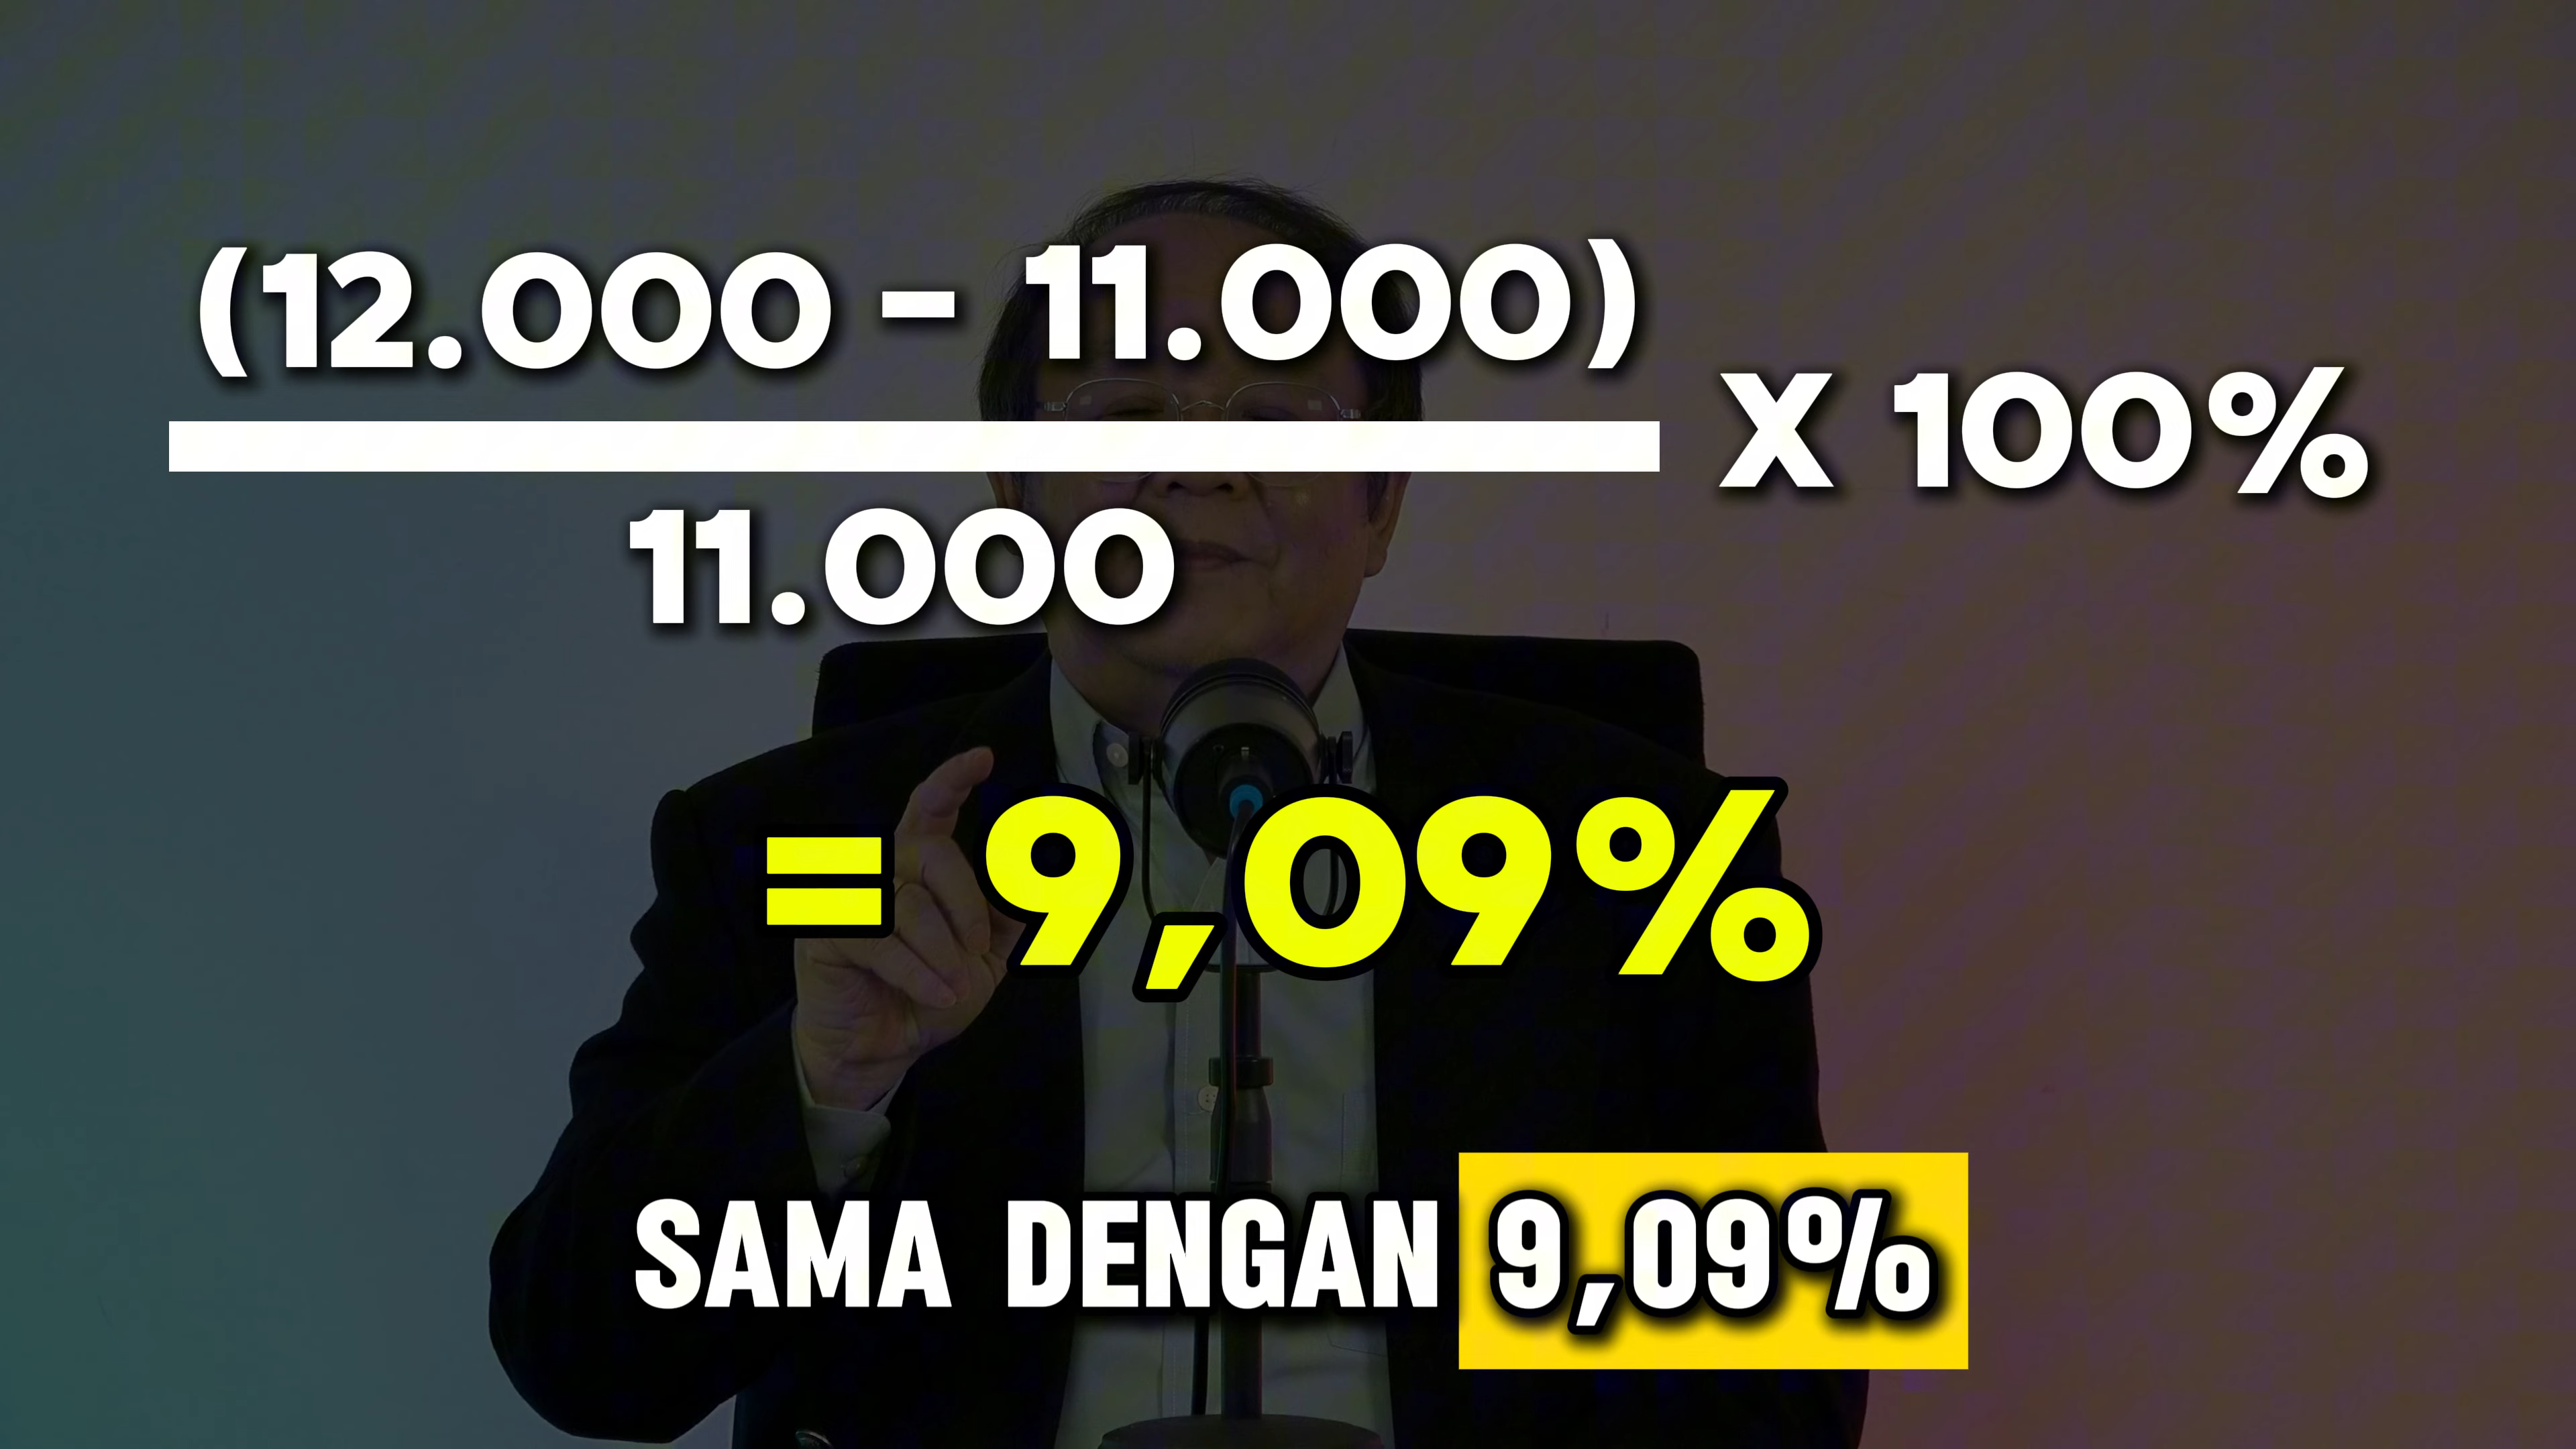 (12.000 - 11.000)
X 100%
11.000
= 9,09%
SAMA DENGAN 9,09%